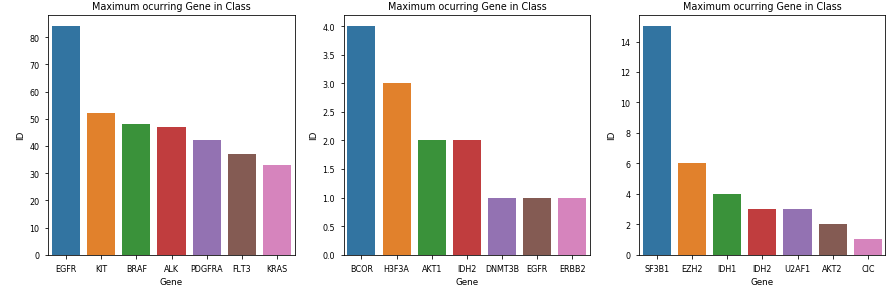 Maximum ocurring Gene in Class
ID
80
70
60
50
40
30
20
10
0
EGFR KIT BRAF ALK PDGFRA FLT3 KRAS
Gene
Maximum ocurring Gene in Class
ID
4.0
3.5
3.0
2.5
2.0
1.5
1.0
0.5
0.0
BCOR H3F3A AKT1 IDH2 DNMT3B EGFR ERBB2
Gene
Maximum ocurring Gene in Class
ID
14
12
10
8
6
4
2
0
SF3B1 EZH2 IDH1 IDH2 U2AF1 AKT2 CIC
Gene